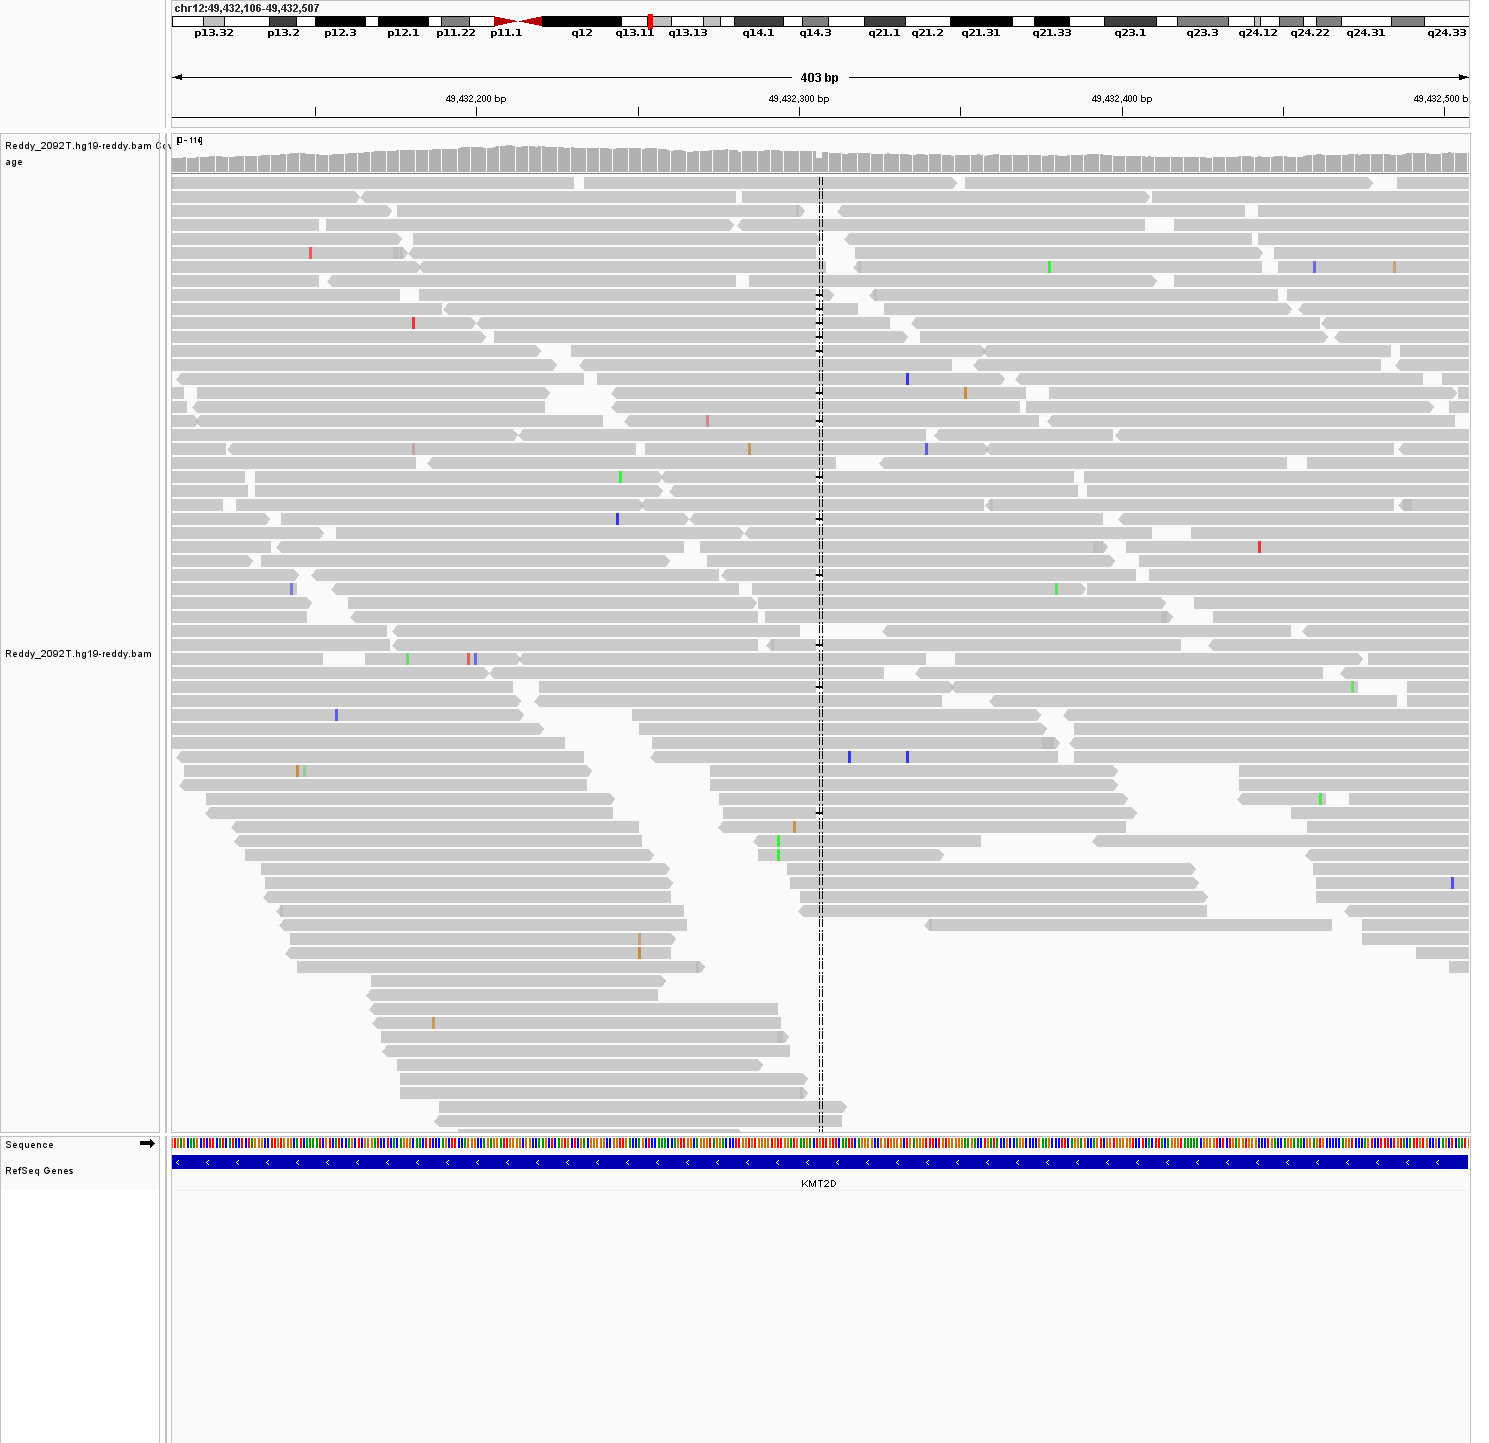 chr12:49,432,106-49,432,507
p13.32 p13.2 p12.3 p12.1 p11.22 p11.1 q12 q13.11 q13.13 q14.1 q14.3 q21.1 q21.2 q21.31 q21.33 q23.1 q23.3 q24.12 q24.22 q24.31 q24.33
403 bp
49,432,200 bp 49,432,300 bp 49,432,400 bp 49,432,500 b
Reddy_2092T.hg19-reddy.bam Cov
age
[0 - 114]
Reddy_2092T.hg19-reddy.bam
Sequence
RefSeq Genes
KMT2D